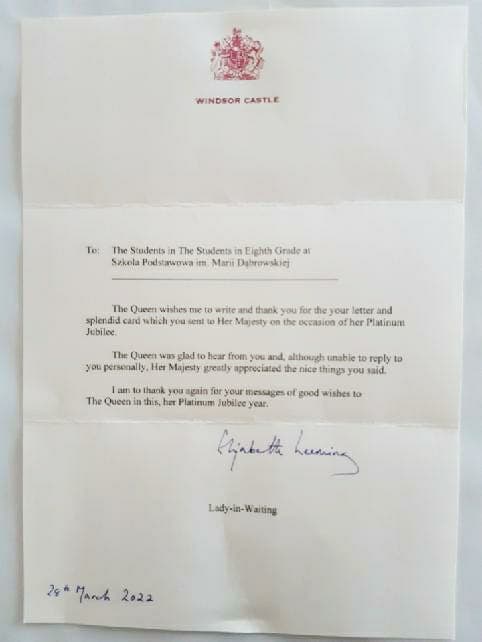 WINDSOR CASTLE
To: The Students in The Students in Eighth Grade at
Szkola Podstawowa im. Marii Dąbrowskiej
The Queen wishes me to write and thank you for the your letter and
splendid card which you sent to Her Majesty on the occasion of her Platinum
Jubilee.
The Queen was glad to hear from you and, although unable to reply to
you personally, Her Majesty greatly appreciated the nice things you said.
I am to thank you again for your messages of good wishes to
The Queen in this, her Platinum Jubilee year.
Elizabeth Leeming
Lady-in-Waiting
28th March 2022